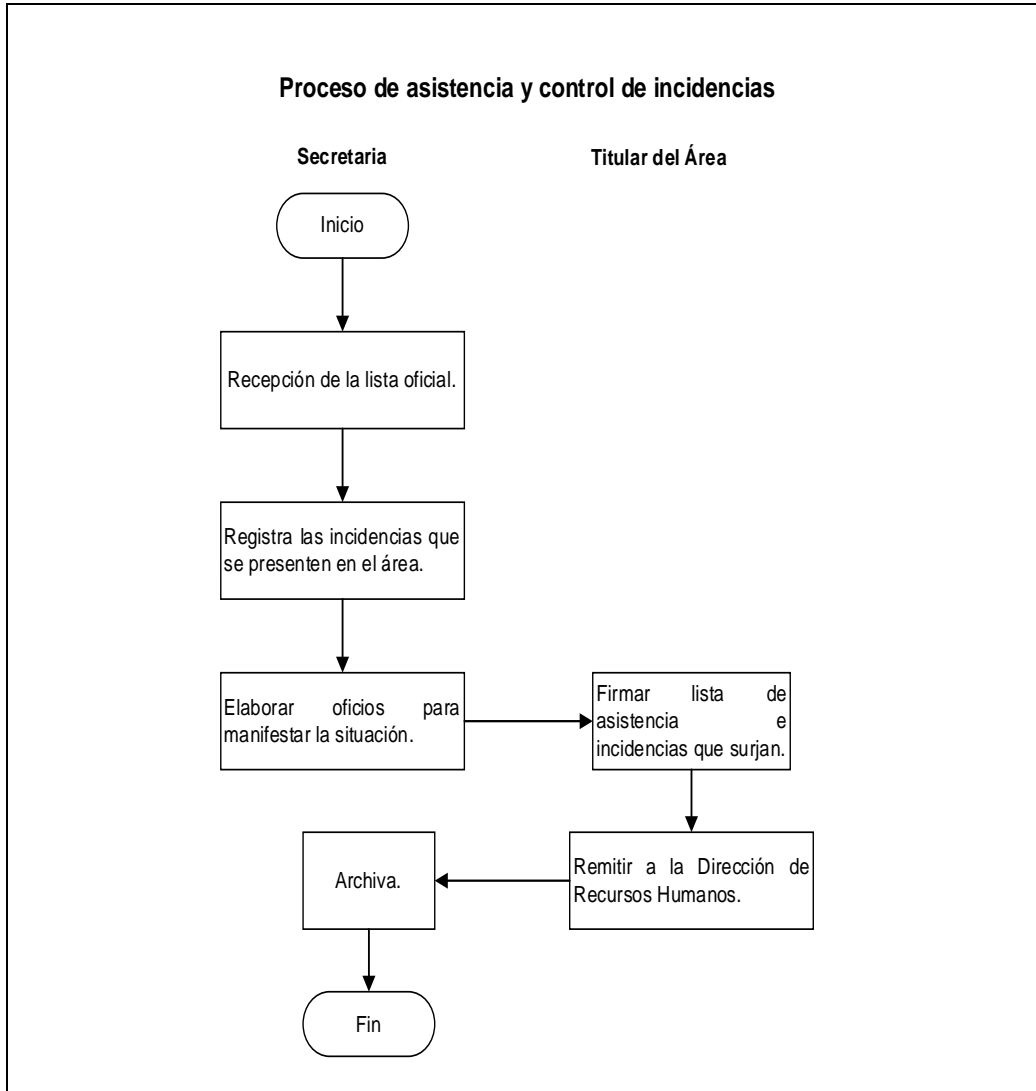 Proceso de asistencia y control de incidencias
Secretaria
Titular del Área
Inicio
Recepción de la lista oficial.
Registra las incidencias que
se presenten en el área.
Elaborar oficios para
manifestar la situación.
Firmar lista de
asistencia e
incidencias que surjan.
Remitir a la Dirección de
Recursos Humanos.
Archiva.
Fin